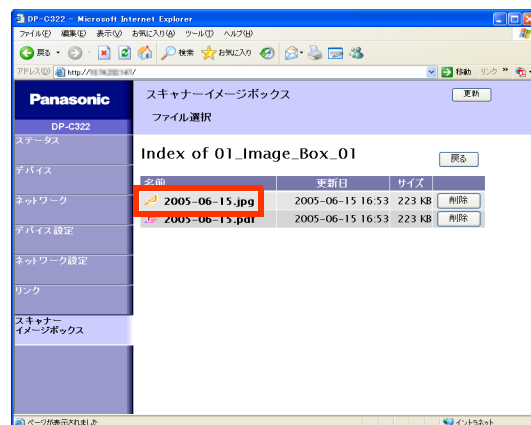 DP-C322 - Microsoft Internet Explorer
ファイル(F) 編集(E) 表示(V) お気に入り(A) ツール(T) ヘルプ(H)
戻る 検索 お気に入り
アドレス(D) http:// 移動 リンク »
Panasonic
DP-C322
ステータス
デバイス
ネットワーク
デバイス設定
ネットワーク設定
リンク
スキャナー
イメージボックス
スキャナーイメージボックス 更新
ファイル選択
Index of 01_Image_Box_01 戻る
名前 更新日 サイズ
2005-06-15.jpg 2005-06-15 16:53 223 KB 削除
2005-06-15.pdf 2005-06-15 16:53 223 KB 削除
ページが表示されました イントラネット